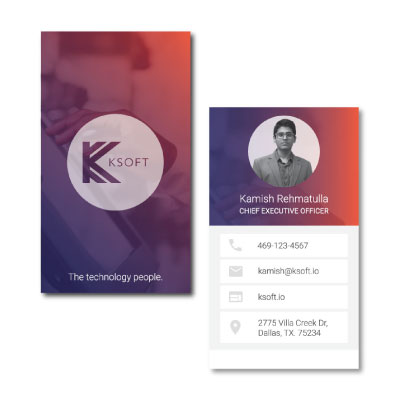 KSOFT
The technology people.
Kamish Rehmatulla
CHIEF EXECUTIVE OFFICER
469-123-4567
kamish@ksoft.io
ksoft.io
2775 Villa Creek Dr,
Dallas, TX. 75234